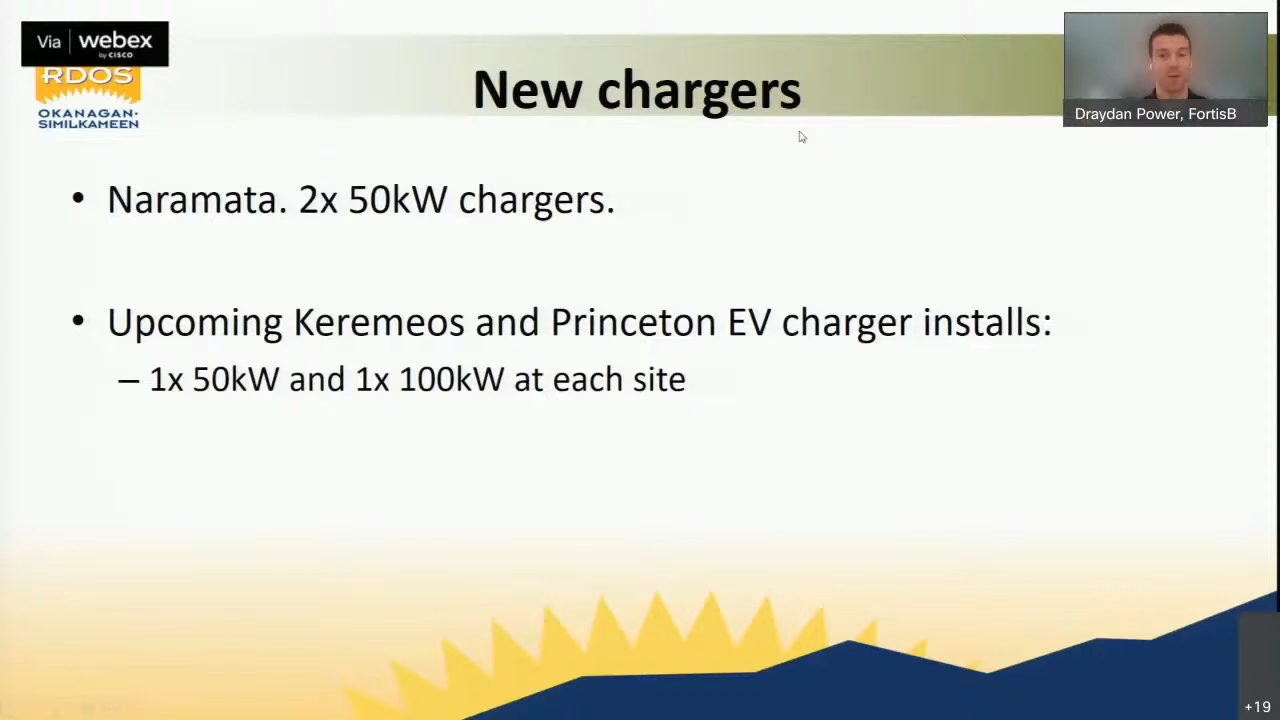 Via webex
by CISCO
RDOS
OKANAGAN-
SIMILKAMEEN
New chargers
Draydan Power, FortisB
• Naramata. 2x 50kW chargers.
• Upcoming Keremeos and Princeton EV charger installs:
– 1x 50kW and 1x 100kW at each site
+19